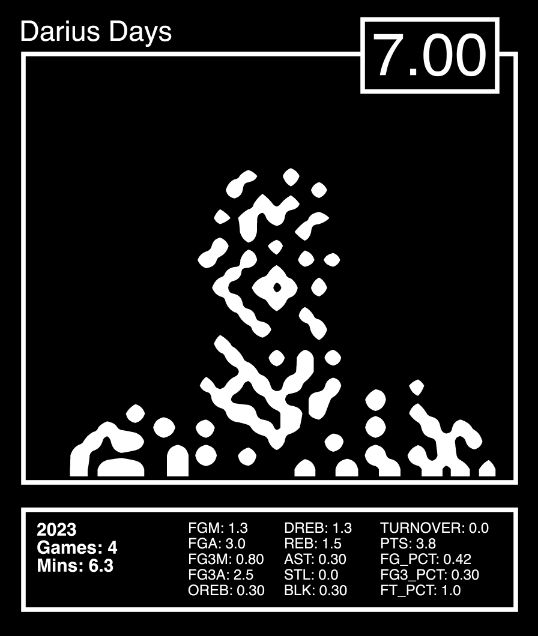 Darius Days
7.00
2023
Games: 4
Mins: 6.3
FGM: 1.3
FGA: 3.0
FG3M: 0.80
FG3A: 2.5
OREB: 0.30
DREB: 1.3
REB: 1.5
AST: 0.30
STL: 0.0
BLK: 0.30
TURNOVER: 0.0
PTS: 3.8
FG_PCT: 0.42
FG3_PCT: 0.30
FT_PCT: 1.0